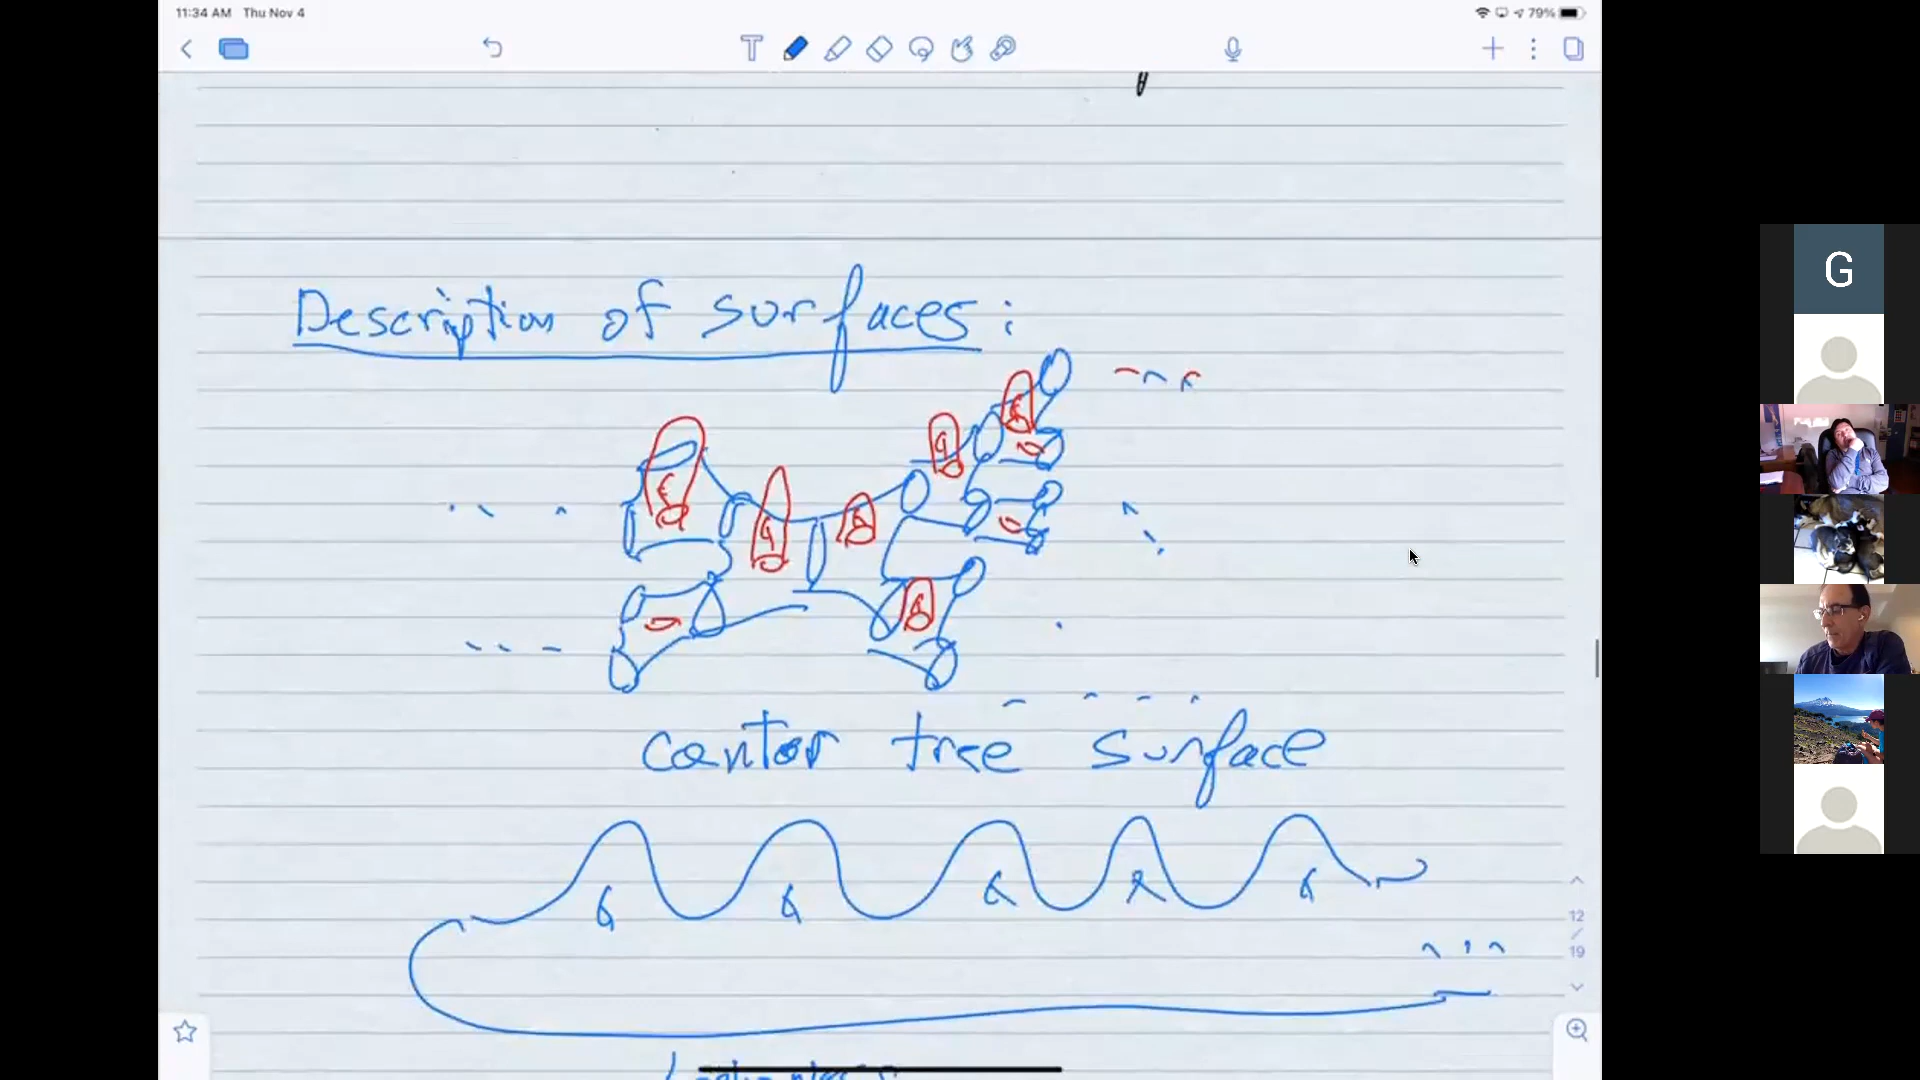 11:34 AM Thu Nov 4
79%
T
Description of surfaces:
G
cantor tree surface
12
19